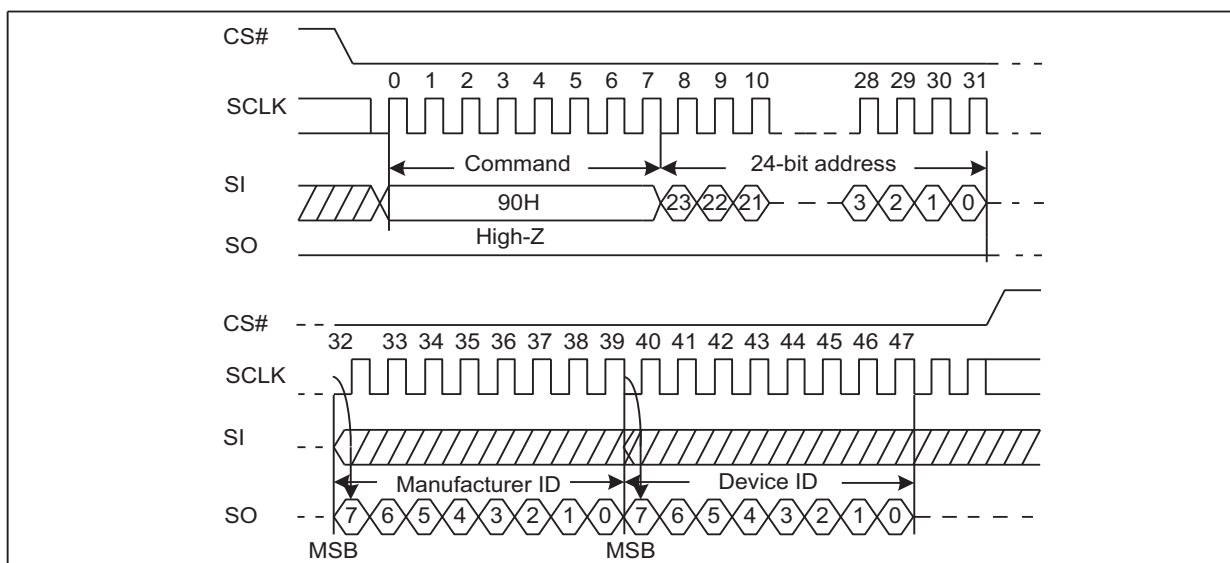 CS#
0 1 2 3 4 5 6 7 8 9 10 28 29 30 31
SCLK
Command 24-bit address
SI
90H 23 22 21 3 2 1 0
High-Z
SO
CS#
32 33 34 35 36 37 38 39 40 41 42 43 44 45 46 47
SCLK
SI
Manufacturer ID Device ID
SO 7 6 5 4 3 2 1 0 7 6 5 4 3 2 1 0
MSB MSB